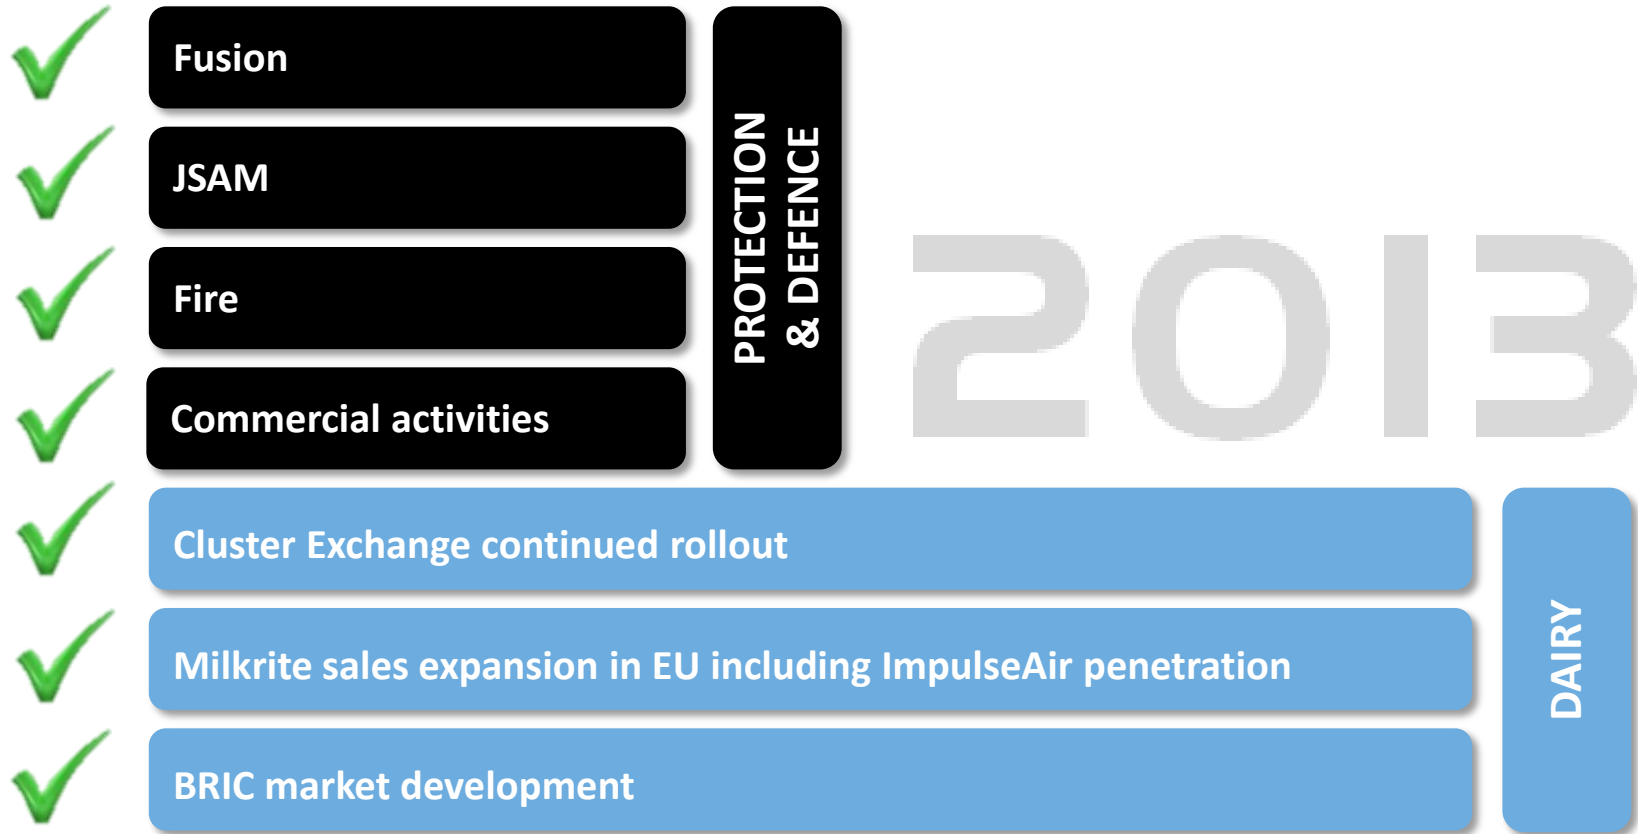 Fusion
JSAM
Fire
Commercial activities
PROTECTION
& DEFENCE
2013
Cluster Exchange continued rollout
Milkrite sales expansion in EU including ImpulseAir penetration
BRIC market development
DAIRY